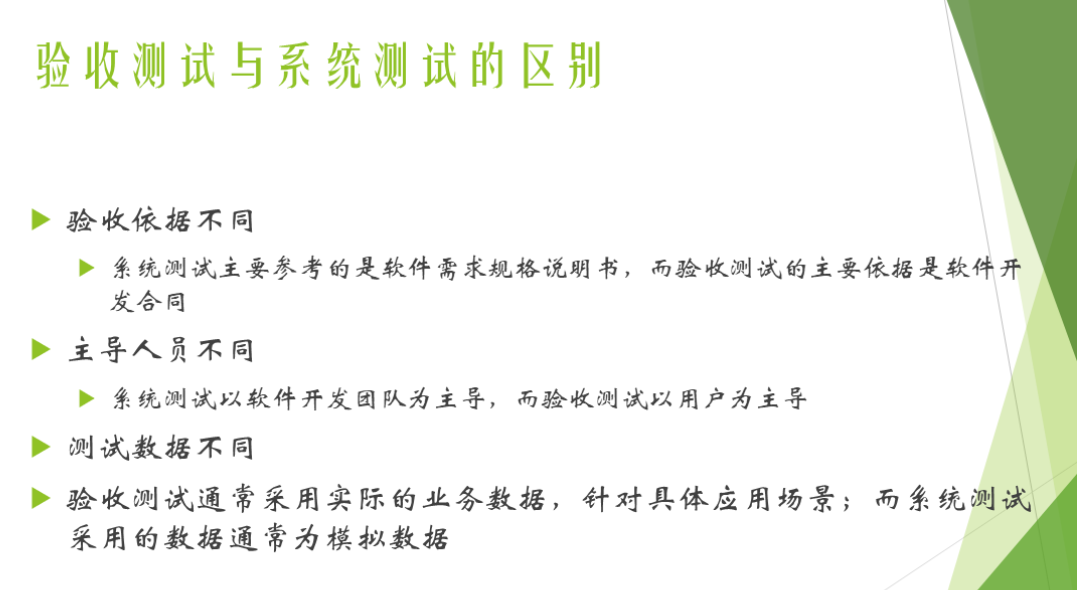 验收测试与系统测试的区别
验收依据不同
系统测试主要参考的是软件需求规格说明书，而验收测试的主要依据是软件开
发合同
主导人员不同
系统测试以软件开发团队为主导，而验收测试以用户为主导
测试数据不同
验收测试通常采用实际的业务数据，针对具体应用场景；而系统测试
采用的数据通常为模拟数据